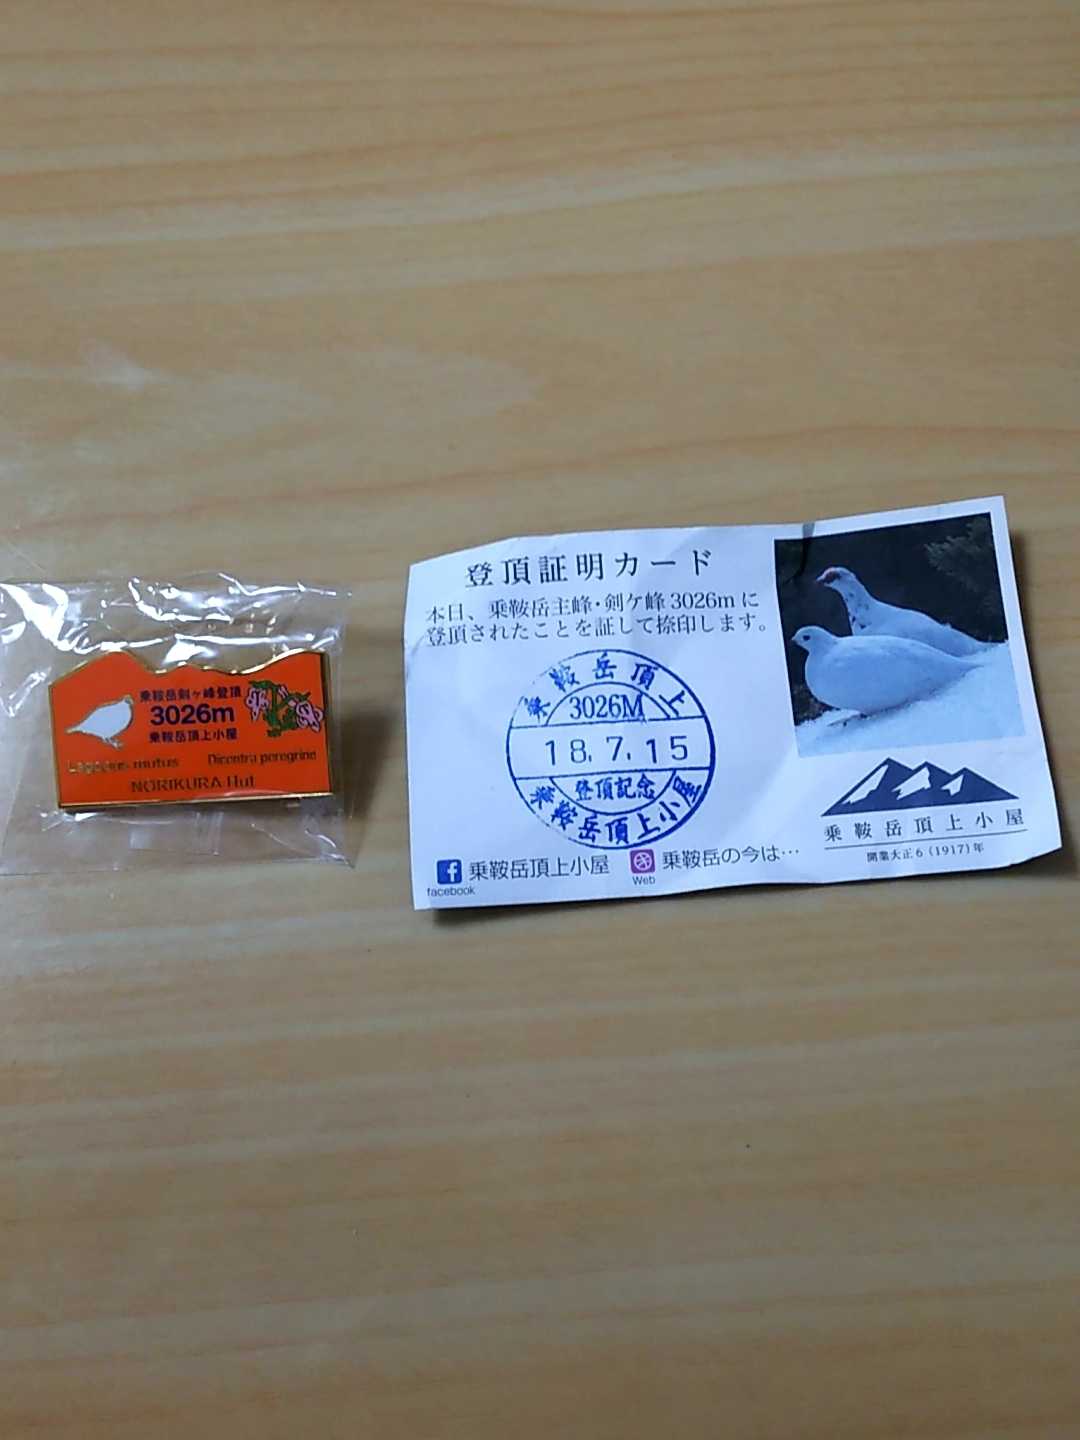 乗鞍岳剣ヶ峰登頂
3026m
乗鞍岳頂上小屋
Lagopus mutus Dicentra peregrine
NORIKURA Hut
登頂証明カード
本日、乗鞍岳主峰・剣ケ峰3026mに
登頂されたことを証して捺印します。
乗鞍岳頂上
3026M
18.7.15
登頂記念
乗鞍岳頂上小屋
乗鞍岳頂上小屋
開業大正6(1917)年
facebook 乗鞍岳頂上小屋
Web 乗鞍岳の今は…